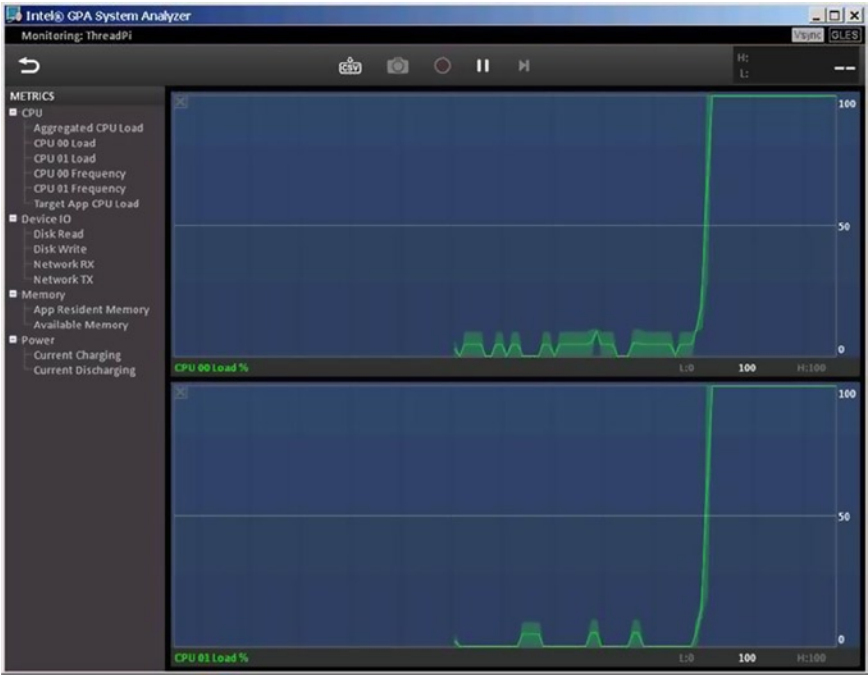 Intel® GPA System Analyzer
Monitoring: ThreadPi
Vsync GLES
CSV
H:
L:
--
METRICS
CPU
Aggregated CPU Load
CPU 00 Load
CPU 01 Load
CPU 00 Frequency
CPU 01 Frequency
Target App CPU Load
Device IO
Disk Read
Disk Write
Network RX
Network TX
Memory
App Resident Memory
Available Memory
Power
Current Charging
Current Discharging
100
50
0
CPU 00 Load % L:0 100 H:100
100
50
0
CPU 01 Load % L:0 100 H:100